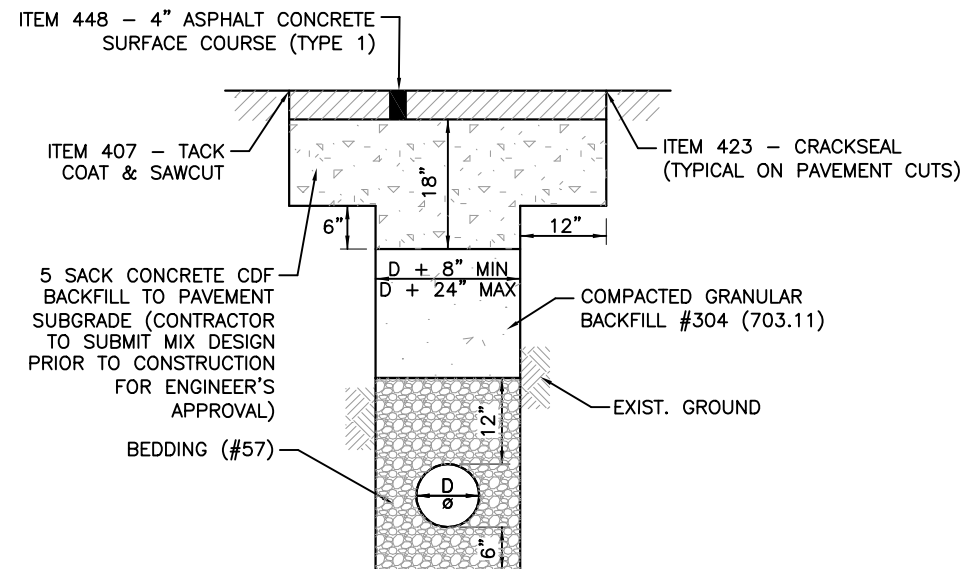 ITEM 448 – 4” ASPHALT CONCRETE
SURFACE COURSE (TYPE 1)
ITEM 407 – TACK
COAT & SAWCUT
ITEM 423 – CRACKSEAL
(TYPICAL ON PAVEMENT CUTS)
18”
6”
12”
5 SACK CONCRETE CDF
BACKFILL TO PAVEMENT
SUBGRADE (CONTRACTOR
TO SUBMIT MIX DESIGN
PRIOR TO CONSTRUCTION
FOR ENGINEER'S
APPROVAL)
D + 8” MIN
D + 24” MAX
COMPACTED GRANULAR
BACKFILL #304 (703.11)
EXIST. GROUND
12”
BEDDING (#57)
D
ø
6”